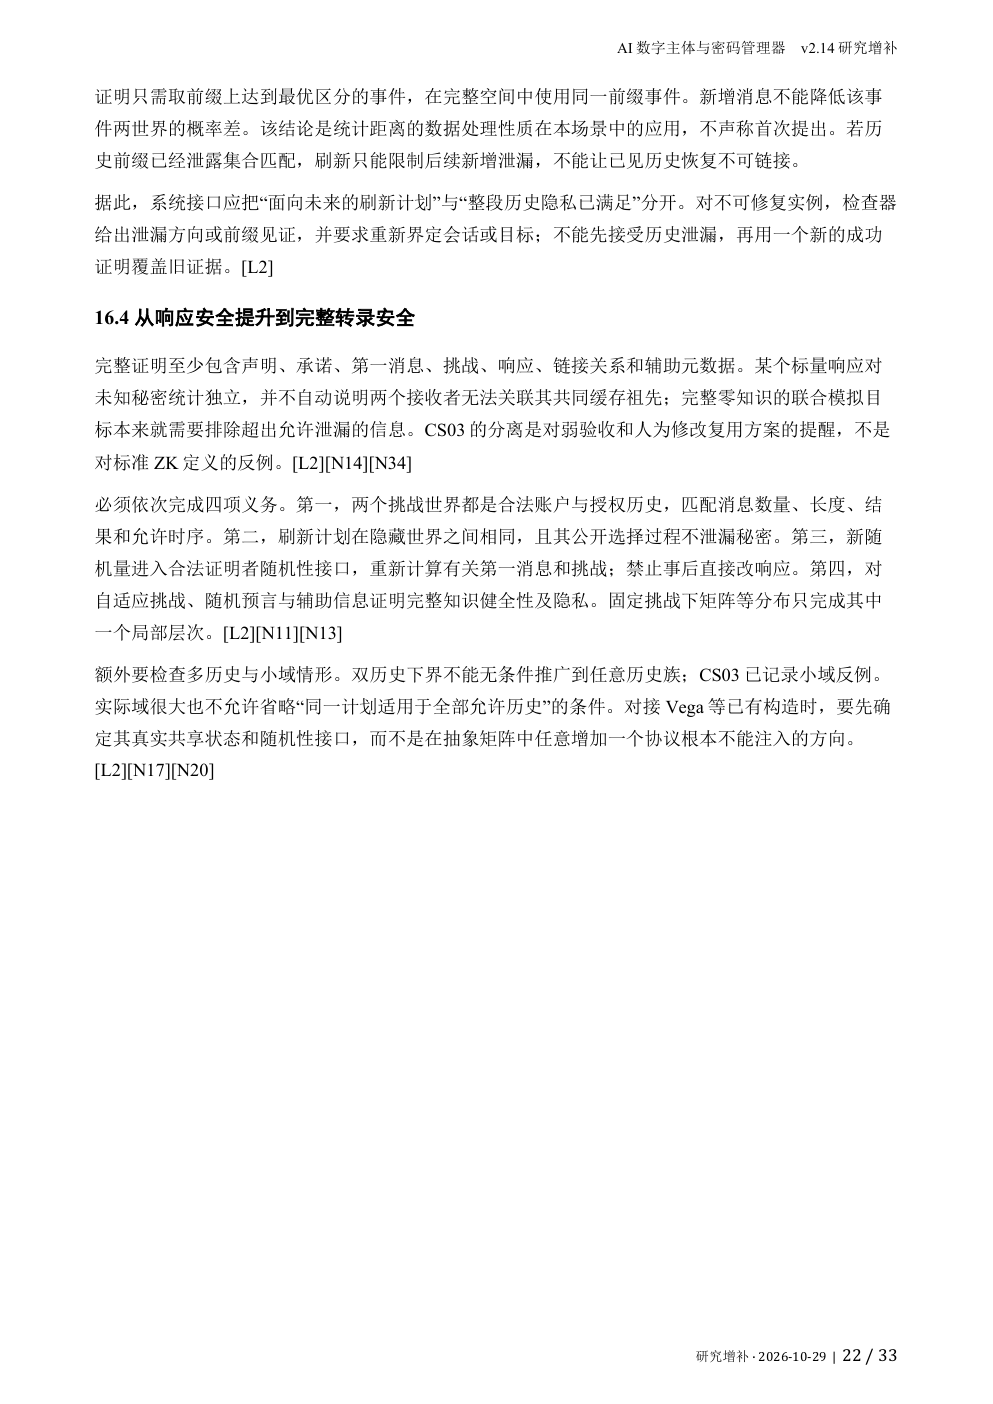 AI 数字主体与密码管理器 v2.14 研究增补
证明只需取前缀上达到最优区分的事件，在完整空间中使用同一前缀事件。新增消息不能降低该事
件两世界的概率差。该结论是统计距离的数据处理性质在本场景中的应用，不声称首次提出。若历
史前缀已经泄露集合匹配，刷新只能限制后续新增泄漏，不能让已见历史恢复不可链接。
据此，系统接口应把“面向未来的刷新计划”与“整段历史隐私已满足”分开。对不可修复实例，检查器
给出泄漏方向或前缀见证，并要求重新界定会话或目标；不能先接受历史泄漏，再用一个新的成功
证明覆盖旧证据。[L2]
16.4 从响应安全提升到完整转录安全
完整证明至少包含声明、承诺、第一消息、挑战、响应、链接关系和辅助元数据。某个标量响应对
未知秘密统计独立，并不自动说明两个接收者无法关联其共同缓存祖先；完整零知识的联合模拟目
标本来就需要排除超出允许泄漏的信息。CS03 的分离是对弱验收和人为修改复用方案的提醒，不是
对标准 ZK 定义的反例。[L2][N14][N34]
必须依次完成四项义务。第一，两个挑战世界都是合法账户与授权历史，匹配消息数量、长度、结
果和允许时序。第二，刷新计划在隐藏世界之间相同，且其公开选择过程不泄漏秘密。第三，新随
机量进入合法证明者随机性接口，重新计算有关第一消息和挑战；禁止事后直接改响应。第四，对
自适应挑战、随机预言与辅助信息证明完整知识健全性及隐私。固定挑战下矩阵等分布只完成其中
一个局部层次。[L2][N11][N13]
额外要检查多历史与小域情形。双历史下界不能无条件推广到任意历史族；CS03 已记录小域反例。
实际域很大也不允许省略“同一计划适用于全部允许历史”的条件。对接 Vega 等已有构造时，要先确
定其真实共享状态和随机性接口，而不是在抽象矩阵中任意增加一个协议根本不能注入的方向。
[L2][N17][N20]
研究增补 · 2026-10-29 | 22 / 33